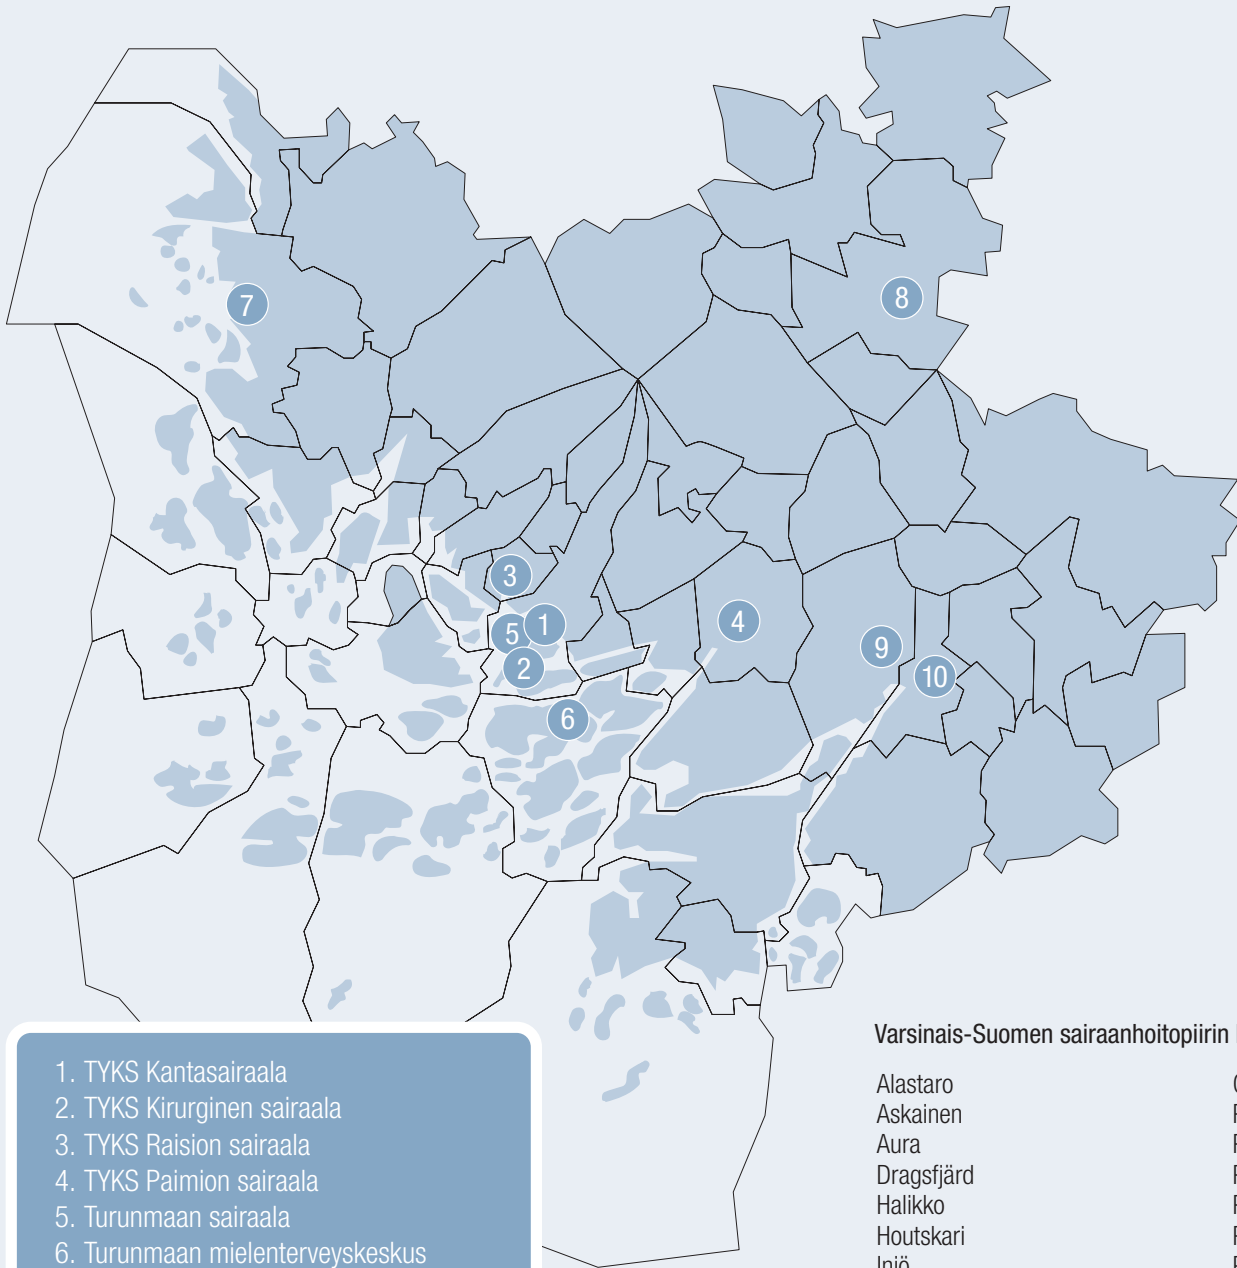 7
8
3
1
5
4
2
9
10
6
1. TYKS Kantasairaala
2. TYKS Kirurginen sairaala
3. TYKS Raision sairaala
4. TYKS Paimion sairaala
5. Turunmaan sairaala
6. Turunmaan mielenterveyskeskus
Varsinais-Suomen sairaanhoitopiirin
Alastaro
Askainen
Aura
Dragsfjärd
Halikko
Houtskari
Iniö